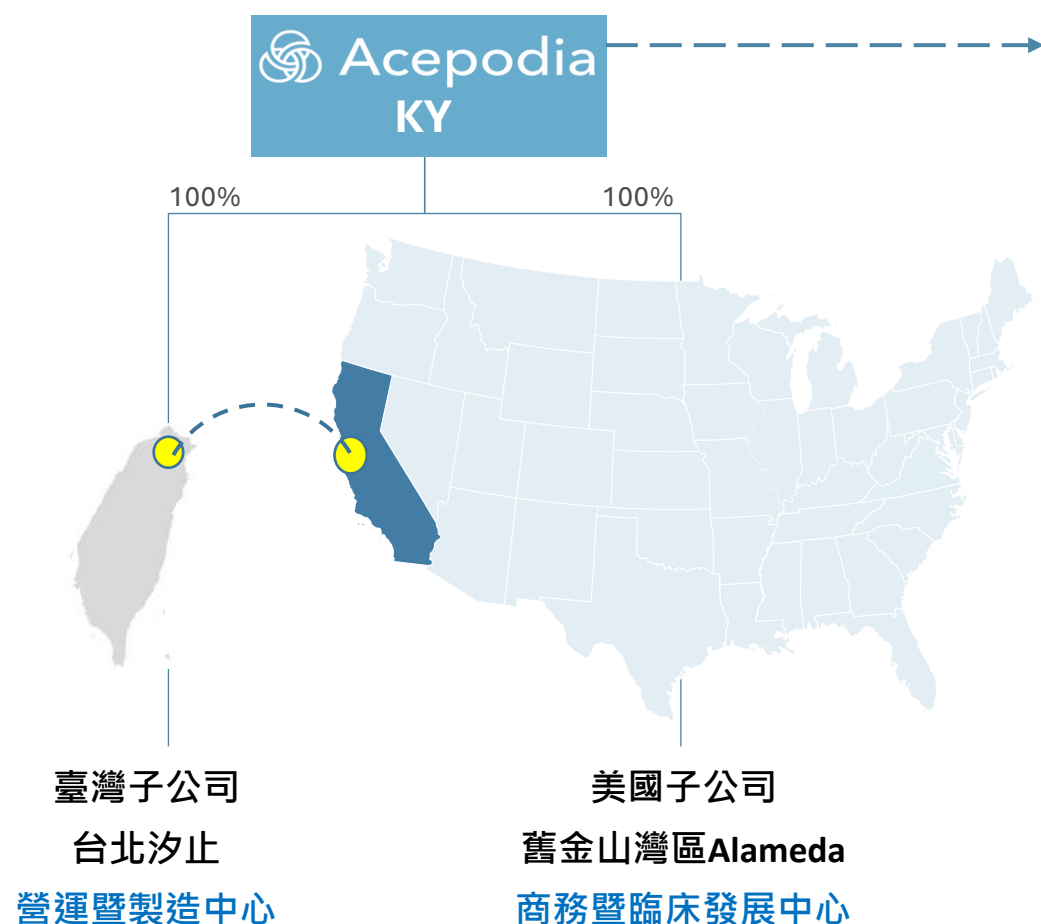 Acepodia
KY
100%
100%
臺灣子公司
台北汐止
營運暨製造中心
美國子公司
舊金山灣區Alameda
商務暨臨床發展中心